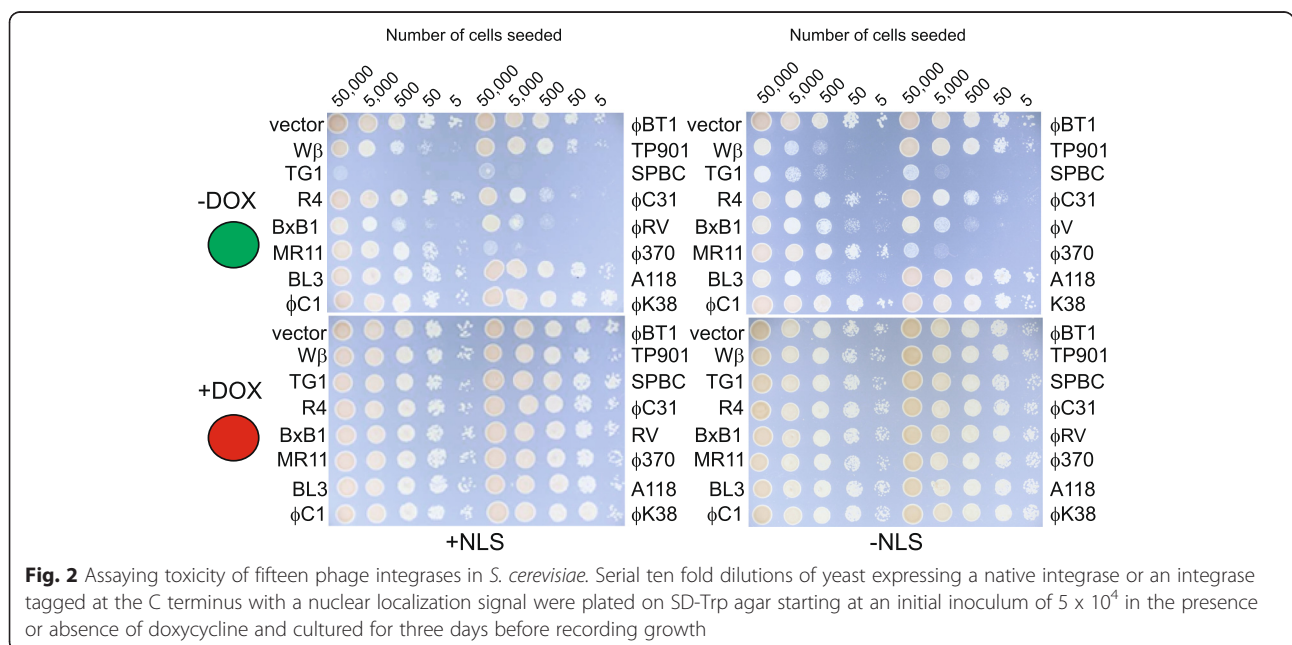 Number of cells seeded
Number of cells seeded
50,000 5,000 500 50 5 50,000 5,000 500 50 5
50,000 5,000 500 50 5 50,000 5,000 500 50 5
-DOX
vector ϕBT1
Wβ TP901
TG1 SPBC
R4 ϕC31
BxB1 ϕRV
MR11 ϕ370
BL3 A118
ϕC1 ϕK38
vector ϕBT1
Wβ TP901
TG1 SPBC
R4 ϕC31
BxB1 ϕV
MR11 ϕ370
BL3 A118
ϕC1 K38
+DOX
vector ϕBT1
Wβ TP901
TG1 SPBC
R4 ϕC31
BxB1 RV
MR11 ϕ370
BL3 A118
ϕC1 ϕK38
vector ϕBT1
Wβ TP901
TG1 SPBC
R4 ϕC31
BxB1 ϕRV
MR11 ϕ370
BL3 A118
ϕC1 ϕK38
+NLS
-NLS
Fig. 2 Assaying toxicity of fifteen phage integrases in S. cerevisiae. Serial ten fold dilutions of yeast expressing a native integrase or an integrase
tagged at the C terminus with a nuclear localization signal were plated on SD-Trp agar starting at an initial inoculum of 5 x 10⁴ in the presence
or absence of doxycycline and cultured for three days before recording growth